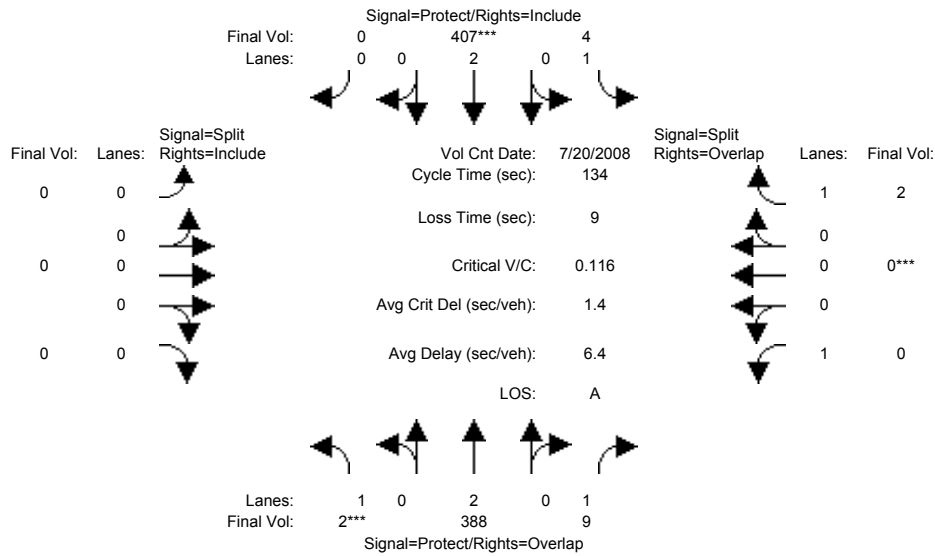 Signal=Protect/Rights=Include
Final Vol: 0 407*** 4
Lanes: 0 0 2 0 1
Signal=Split Signal=Split
Final Vol: Lanes: Rights=Include Vol Cnt Date: 7/20/2008 Rights=Overlap Lanes: Final Vol:
Cycle Time (sec): 134
0 0 1 2
Loss Time (sec): 9
0 0
0 0 Critical V/C: 0.116 0 0***
0 Avg Crit Del (sec/veh): 1.4 0
0 0 Avg Delay (sec/veh): 6.4 1 0
LOS: A
Lanes: 1 0 2 0 1
Final Vol: 2*** 388 9
Signal=Protect/Rights=Overlap